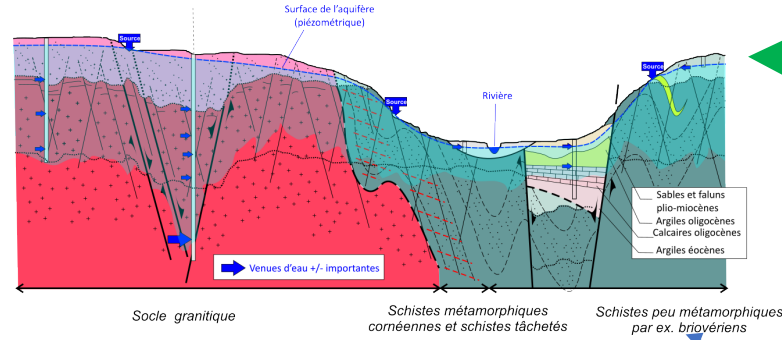 Surface de l'aquifère
(piézométrique)
Source
Source
Rivière
Source
Sables et faluns
plio-miocènes
Argiles oligocènes
Calcaires oligocènes
Argiles éocènes
Venues d'eau +/- importantes
Socle granitique
Schistes métamorphiques
cornéennes et schistes tâchetés
Schistes peu métamorphiques
par ex. briovériens